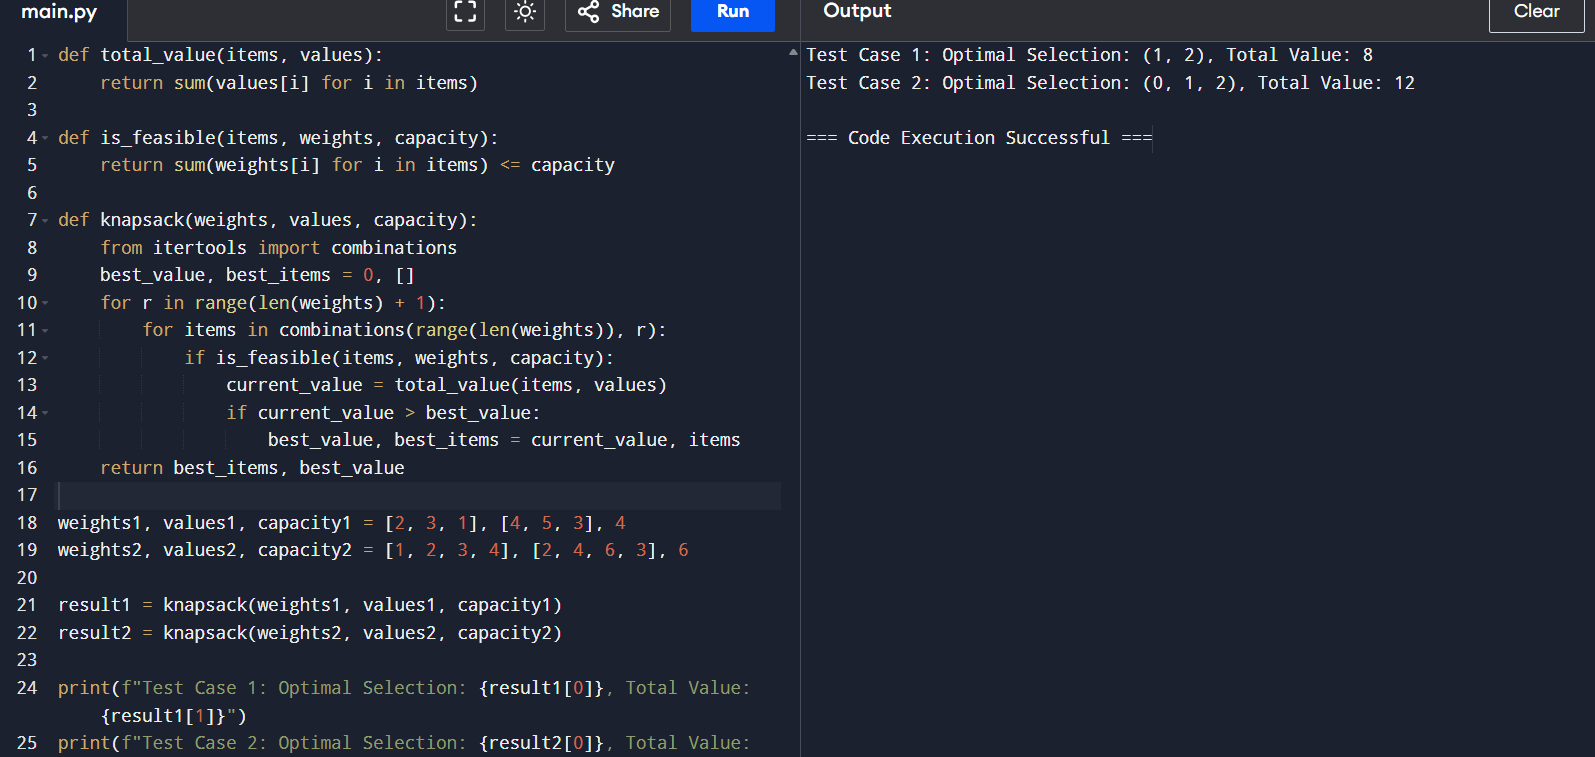 main.py
Share
Run
Output
Clear
1 def total_value(items, values):
2     return sum(values[i] for i in items)
3
4 def is_feasible(items, weights, capacity):
5     return sum(weights[i] for i in items) <= capacity
6
7 def knapsack(weights, values, capacity):
8     from itertools import combinations
9     best_value, best_items = 0, []
10     for r in range(len(weights) + 1):
11         for items in combinations(range(len(weights)), r):
12             if is_feasible(items, weights, capacity):
13                 current_value = total_value(items, values)
14                 if current_value > best_value:
15                     best_value, best_items = current_value, items
16     return best_items, best_value
17
18 weights1, values1, capacity1 = [2, 3, 1], [4, 5, 3], 4
19 weights2, values2, capacity2 = [1, 2, 3, 4], [2, 4, 6, 3], 6
20
21 result1 = knapsack(weights1, values1, capacity1)
22 result2 = knapsack(weights2, values2, capacity2)
23
24 print(f"Test Case 1: Optimal Selection: {result1[0]}, Total Value:
{result1[1]}")
25 print(f"Test Case 2: Optimal Selection: {result2[0]}, Total Value:
Test Case 1: Optimal Selection: (1, 2), Total Value: 8
Test Case 2: Optimal Selection: (0, 1, 2), Total Value: 12
=== Code Execution Successful ===